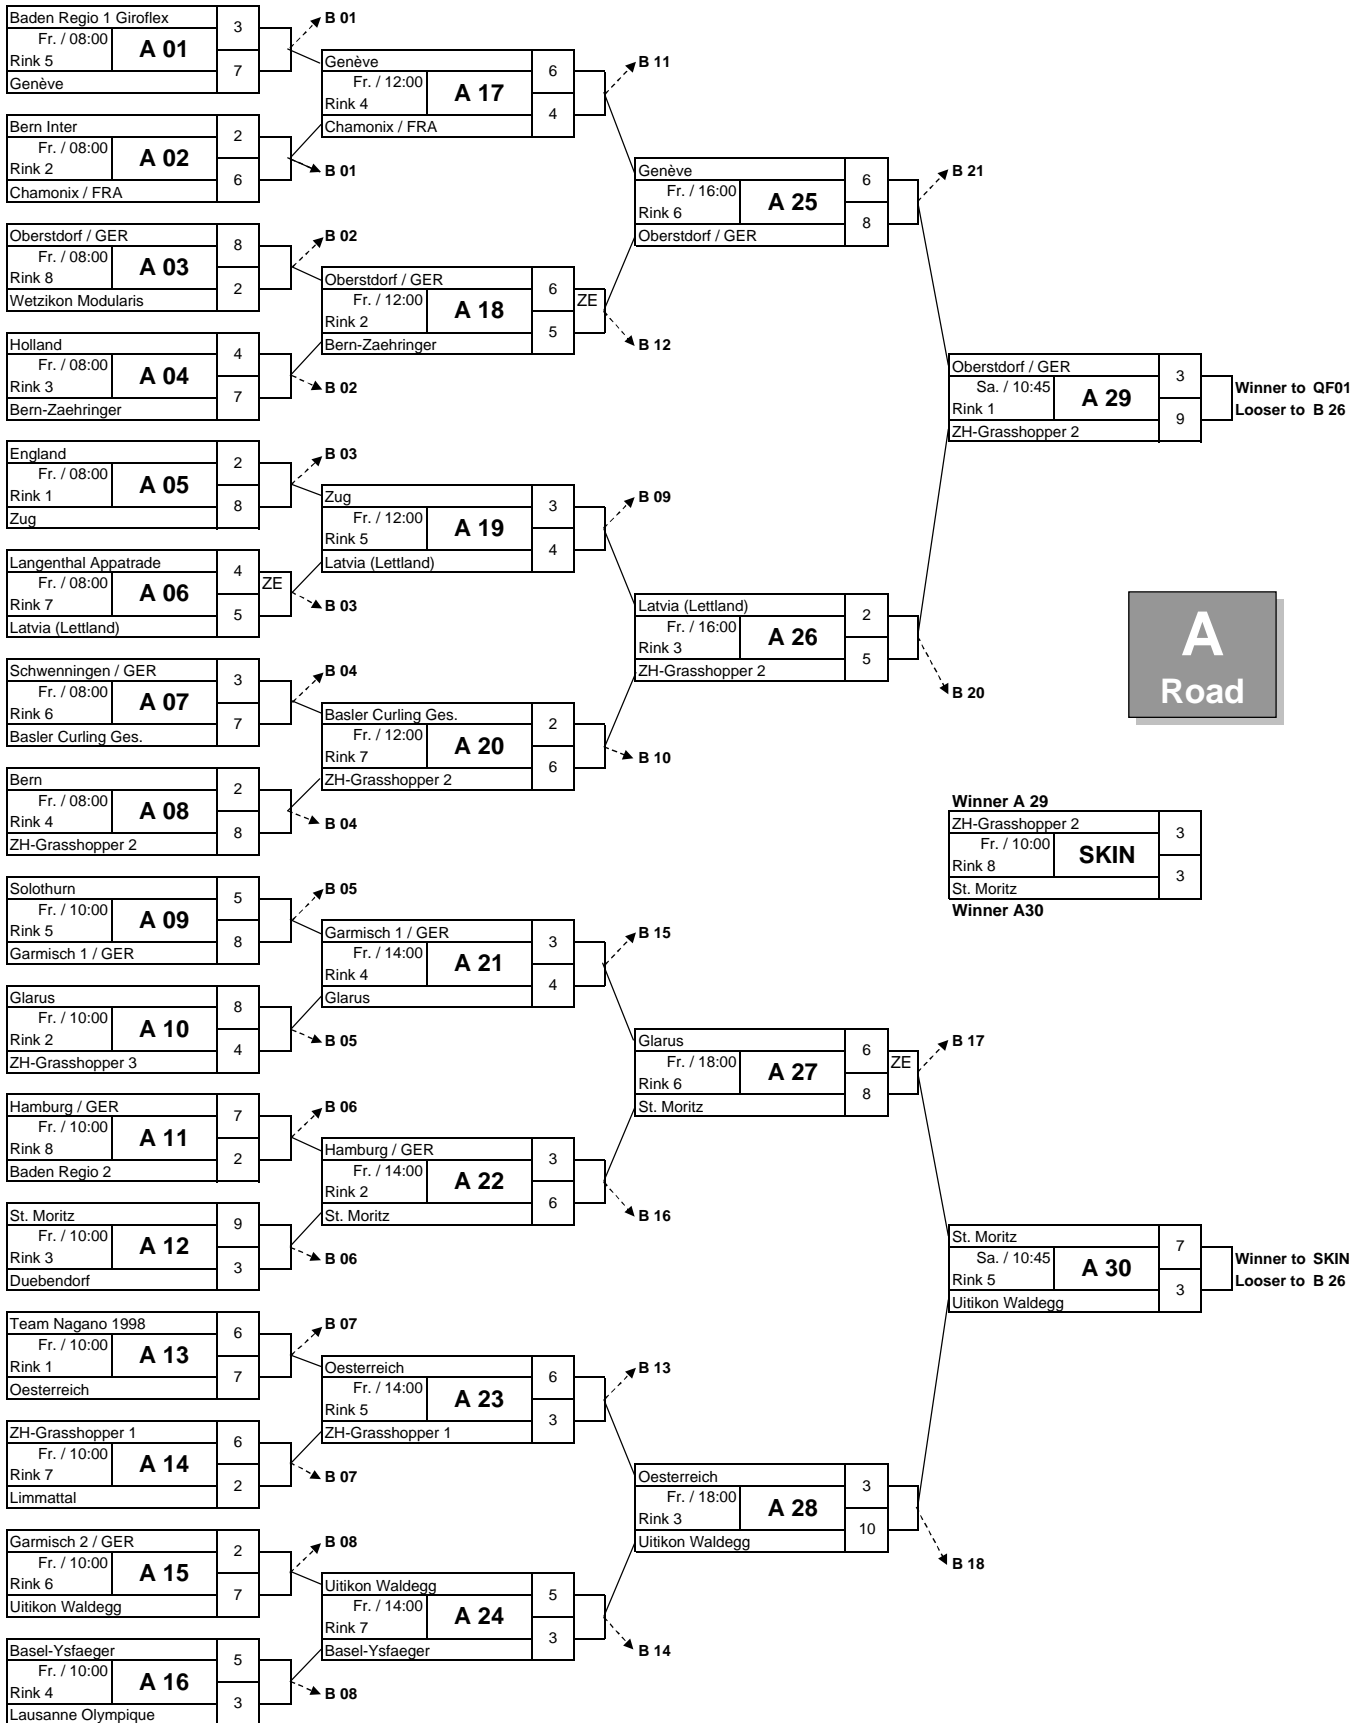 Baden Regio 1 Giroflex 3
Fr. / 08:00
A 01
Rink 5
7
Genève
B 01
Bern Inter 2
Fr. / 08:00
A 02
Rink 2
6
Chamonix / FRA
B 01
Oberstdorf / GER 8
Fr. / 08:00
A 03
Rink 8
2
Wetzikon Modularis
B 02
Holland 4
Fr. / 08:00
A 04
Rink 3
7
Bern-Zaehringer
B 02
England 2
Fr. / 08:00
A 05
Rink 1
8
Zug
B 03
Langenthal Appatrade 4
Fr. / 08:00
A 06
ZE
Rink 7
5
Latvia (Lettland)
B 03
Schwenningen / GER 3
Fr. / 08:00
A 07
Rink 6
7
Basler Curling Ges.
B 04
Bern 2
Fr. / 08:00
A 08
Rink 4
8
ZH-Grasshopper 2
B 04
Solothurn 5
Fr. / 10:00
A 09
Rink 5
8
Garmisch 1 / GER
B 05
Glarus 8
Fr. / 10:00
A 10
Rink 2
4
ZH-Grasshopper 3
B 05
Hamburg / GER 7
Fr. / 10:00
A 11
Rink 8
2
Baden Regio 2
B 06
St. Moritz 9
Fr. / 10:00
A 12
Rink 3
3
Duebendorf
B 06
Team Nagano 1998 6
Fr. / 10:00
A 13
Rink 1
7
Oesterreich
B 07
ZH-Grasshopper 1 6
Fr. / 10:00
A 14
Rink 7
2
Limmattal
B 07
Garmisch 2 / GER 2
Fr. / 10:00
A 15
Rink 6
7
Uitikon Waldegg
B 08
Basel-Ysfaeger 5
Fr. / 10:00
A 16
Rink 4
3
Lausanne Olympique
B 08
Genève 6
Fr. / 12:00
A 17
Rink 4
4
Chamonix / FRA
B 11
Oberstdorf / GER 6
Fr. / 12:00
A 18
ZE
Rink 2
5
Bern-Zaehringer
B 12
Zug 3
Fr. / 12:00
A 19
Rink 5
4
Latvia (Lettland)
B 09
Basler Curling Ges. 2
Fr. / 12:00
A 20
Rink 7
6
ZH-Grasshopper 2
B 10
Garmisch 1 / GER 3
Fr. / 14:00
A 21
Rink 4
4
Glarus
B 15
Hamburg / GER 3
Fr. / 14:00
A 22
Rink 2
6
St. Moritz
B 16
Oesterreich 6
Fr. / 14:00
A 23
Rink 5
3
ZH-Grasshopper 1
B 13
Uitikon Waldegg 5
Fr. / 14:00
A 24
Rink 7
3
Basel-Ysfaeger
B 14
Genève 6
Fr. / 16:00
A 25
Rink 6
8
Oberstdorf / GER
B 21
Latvia (Lettland) 2
Fr. / 16:00
A 26
Rink 3
5
ZH-Grasshopper 2
B 20
Glarus 6
Fr. / 18:00
A 27
ZE
Rink 6
8
St. Moritz
B 17
Oesterreich 3
Fr. / 18:00
A 28
Rink 3
10
Uitikon Waldegg
B 18
Oberstdorf / GER 3
Sa. / 10:45
A 29
Rink 1
9
ZH-Grasshopper 2
Winner to QF01
Looser to B 26
A
Road
Winner A 29
ZH-Grasshopper 2 3
Fr. / 10:00
SKIN
Rink 8
3
St. Moritz
Winner A30
St. Moritz 7
Sa. / 10:45
A 30
Rink 5
3
Uitikon Waldegg
Winner to SKIN
Looser to B 26